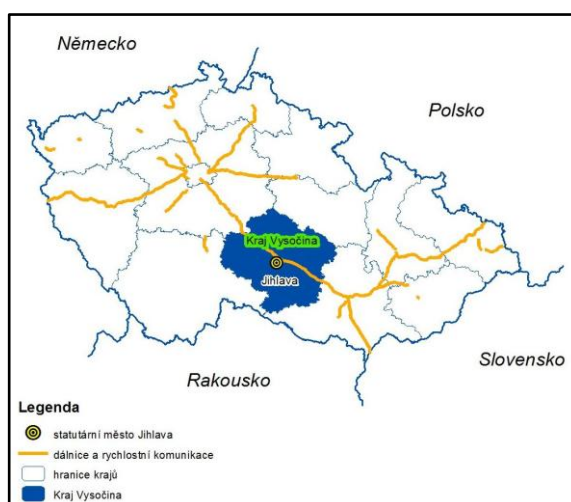 Německo
Polsko
Kraj Vysočina
Jihlava
Slovensko
Rakousko
Legenda
statutární město Jihlava
dálnice a rychlostní komunikace
hranice krajů
Kraj Vysočina